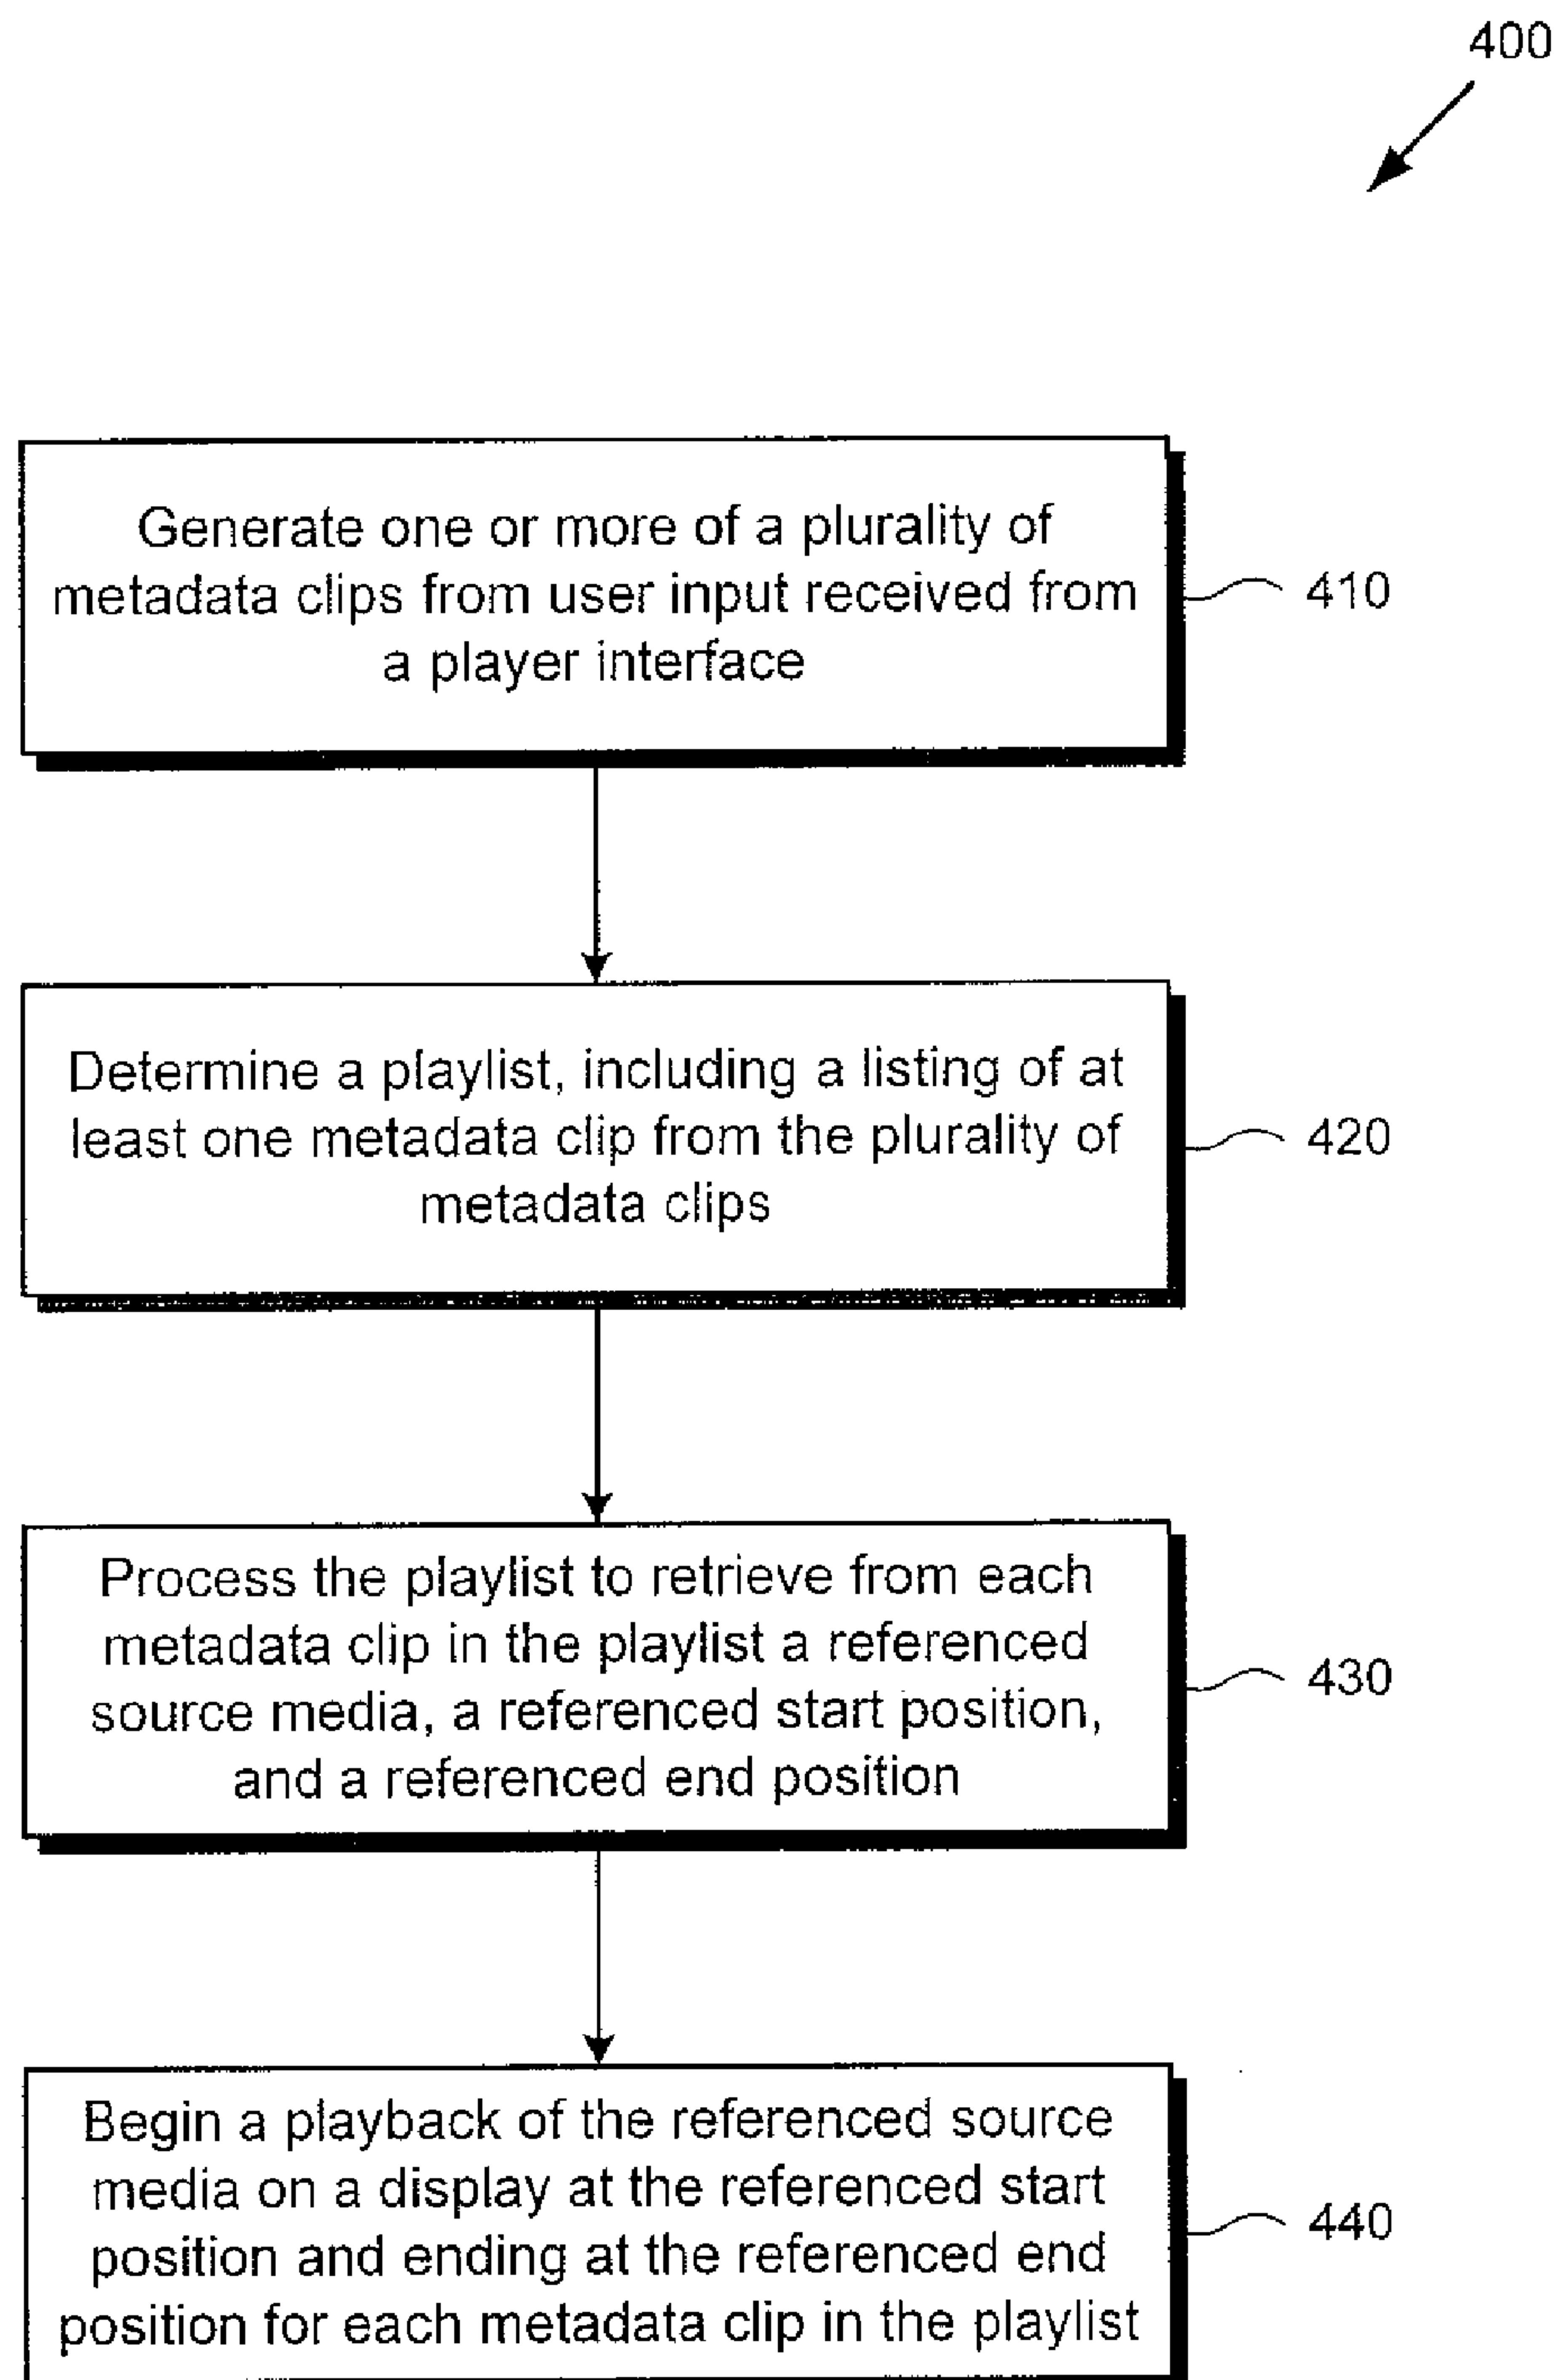 400
Generate one or more of a plurality of
metadata clips from user input received from
a player interface
410
Determine a playlist, including a listing of at
least one metadata clip from the plurality of
metadata clips
420
Process the playlist to retrieve from each
metadata clip in the playlist a referenced
source media, a referenced start position,
and a referenced end position
430
Begin a playback of the referenced source
media on a display at the referenced start
position and ending at the referenced end
position for each metadata clip in the playlist
440